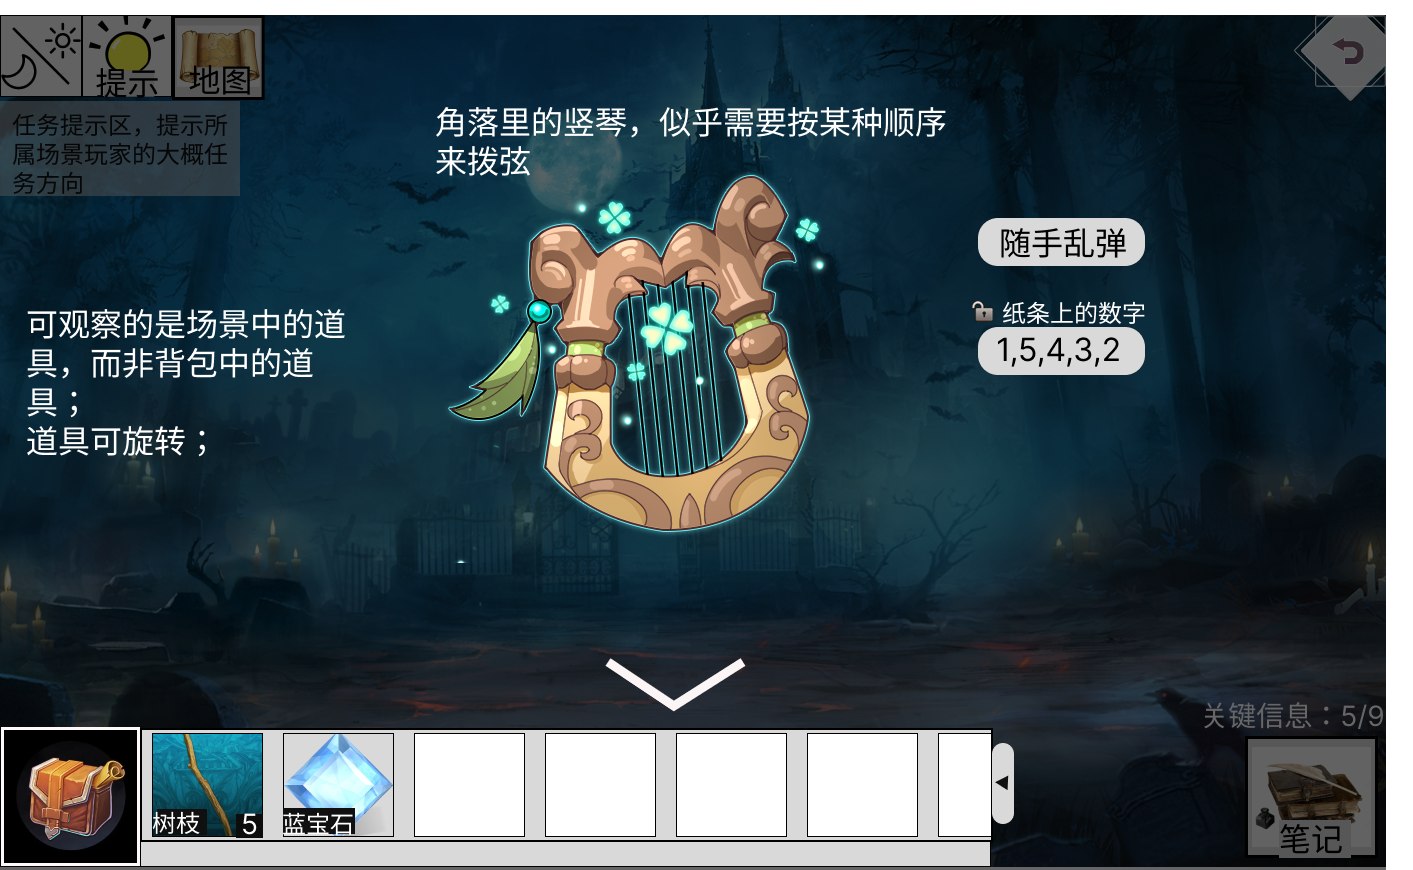 提示
地图
任务提示区，提示所
属场景玩家的大概任
务方向
角落里的竖琴，似乎需要按某种顺序
来拨弦
随手乱弹
可观察的是场景中的道
具，而非背包中的道
具；
道具可旋转；
纸条上的数字
1,5,4,3,2
关键信息：5/9
树枝
5
蓝宝石
笔记